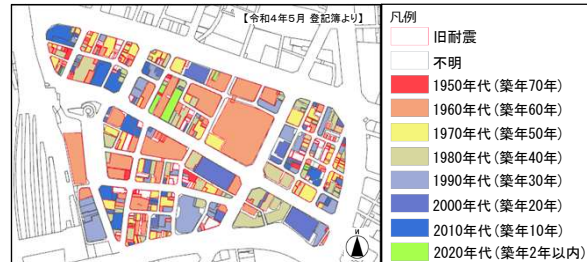 【令和4年5月 登記簿より】
N
凡例
旧耐震
不明
1950年代(築年70年)
1960年代(築年60年)
1970年代(築年50年)
1980年代(築年40年)
1990年代(築年30年)
2000年代(築年20年)
2010年代(築年10年)
2020年代(築年2年以内)